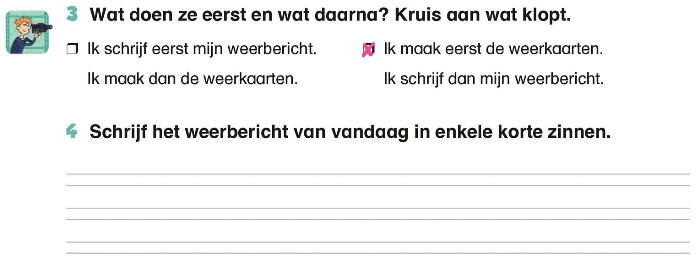 3 Wat doen ze eerst en wat daarna? Kruis aan wat klopt.
Ik schrijf eerst mijn weerbericht.
Ik maak dan de weerkaarten.
Ik maak eerst de weerkaarten.
Ik schrijf dan mijn weerbericht.
4 Schrijf het weerbericht van vandaag in enkele korte zinnen.